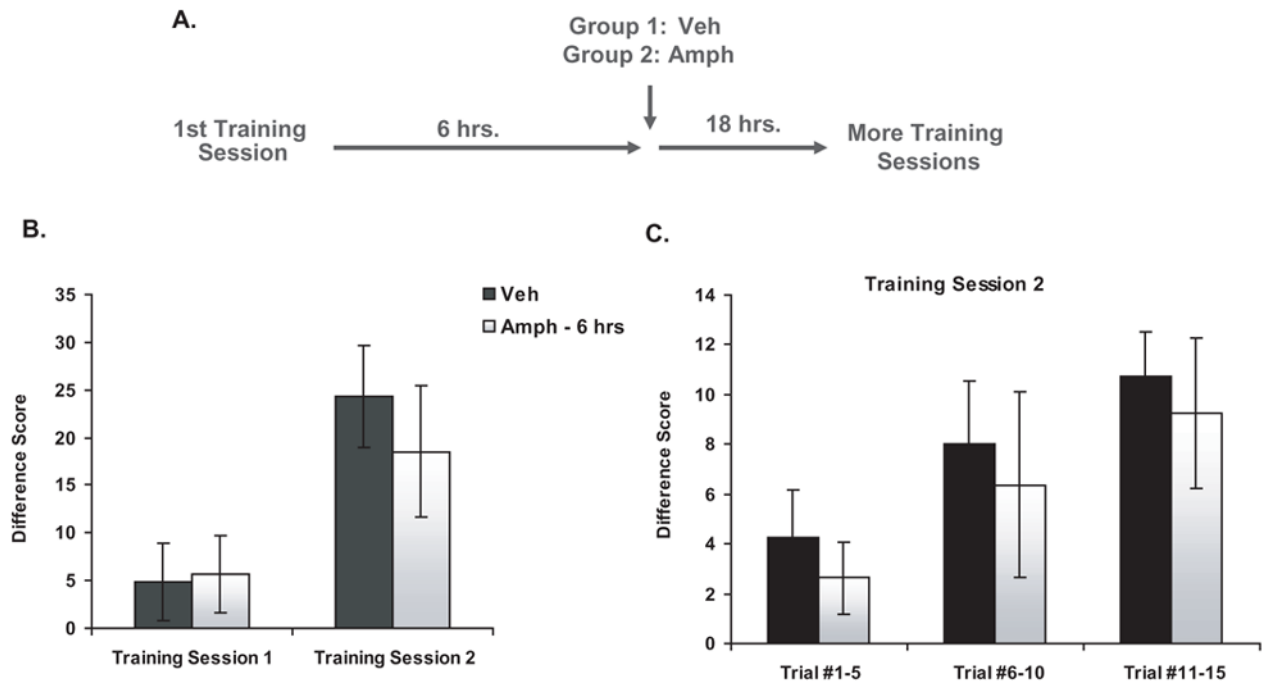 A.
Group 1: Veh
Group 2: Amph
1st Training
Session
6 hrs.
18 hrs.
More Training
Sessions
B.
35
30
25
20
15
10
5
0
Difference Score
Veh
Amph - 6 hrs
Training Session 1
Training Session 2
C.
Training Session 2
14
12
10
8
6
4
2
0
Difference Score
Trial #1-5
Trial #6-10
Trial #11-15